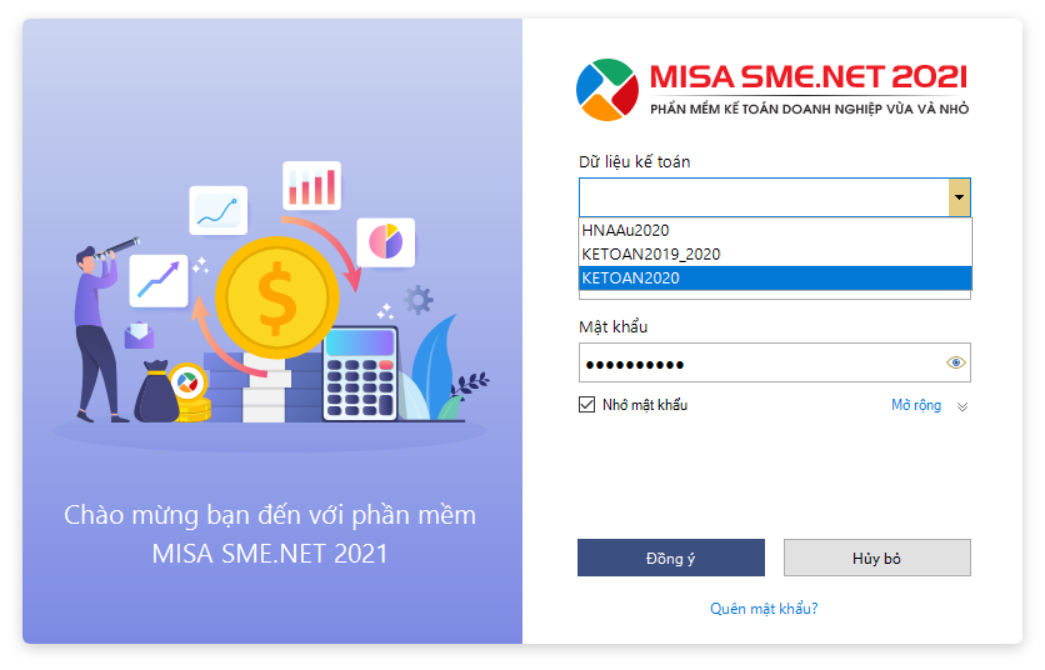 MISA SME.NET 2021
PHẦN MỀM KẾ TOÁN DOANH NGHIỆP VỪA VÀ NHỎ
Dữ liệu kế toán
HNAAu2020
KETOAN2019_2020
KETOAN2020
Mật khẩu
●●●●●●●●●●
Nhớ mật khẩu
Mở rộng
Chào mừng bạn đến với phần mềm
MISA SME.NET 2021
Đồng ý
Hủy bỏ
Quên mật khẩu?